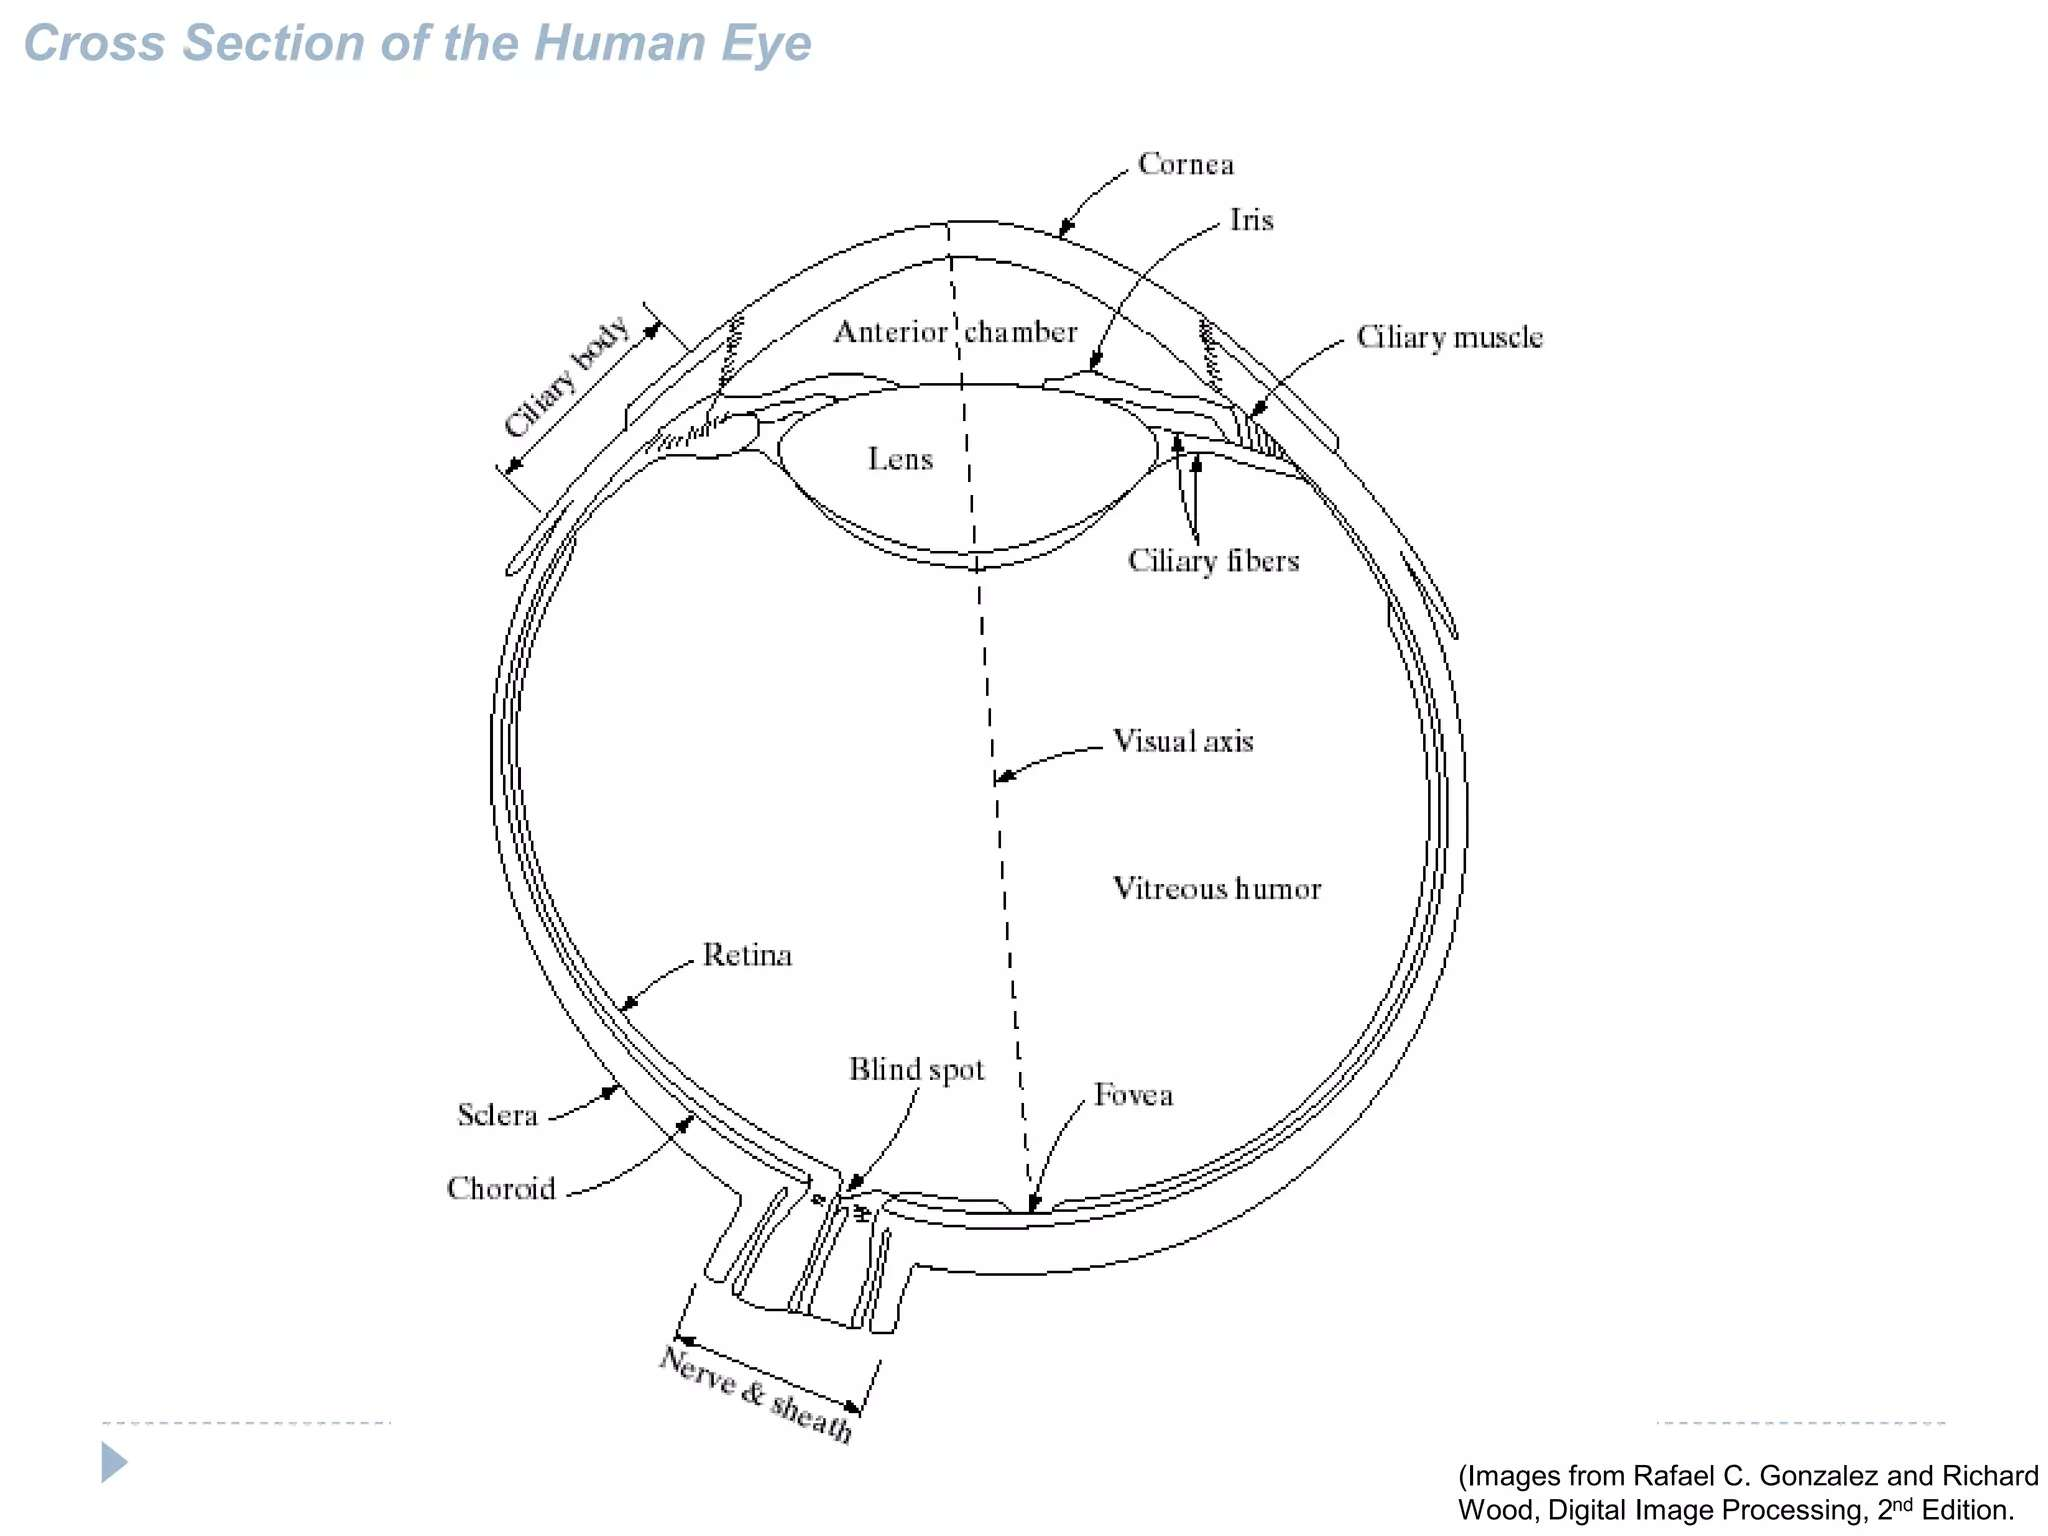 Cross Section of the Human Eye
Cornea
Iris
Anterior chamber
Ciliary muscle
Ciliary body
Lens
Ciliary fibers
Visual axis
Vitreous humor
Retina
Blind spot
Fovea
Sclera
Choroid
Nerve & sheath
(Images from Rafael C. Gonzalez and Richard
Wood, Digital Image Processing, 2nd Edition.